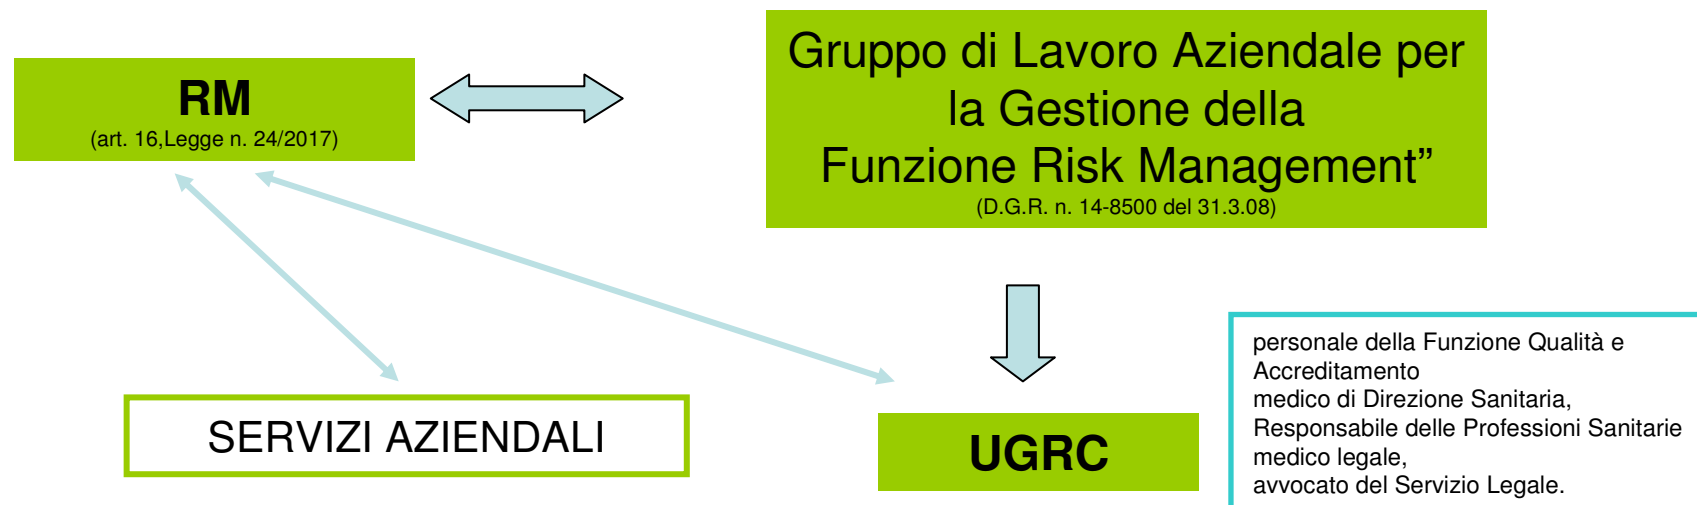 RM
(art. 16,Legge n. 24/2017)
Gruppo di Lavoro Aziendale per
la Gestione della
Funzione Risk Management”
(D.G.R. n. 14-8500 del 31.3.08)
SERVIZI AZIENDALI
UGRC
personale della Funzione Qualità e
Accreditamento
medico di Direzione Sanitaria,
Responsabile delle Professioni Sanitarie
medico legale,
avvocato del Servizio Legale.